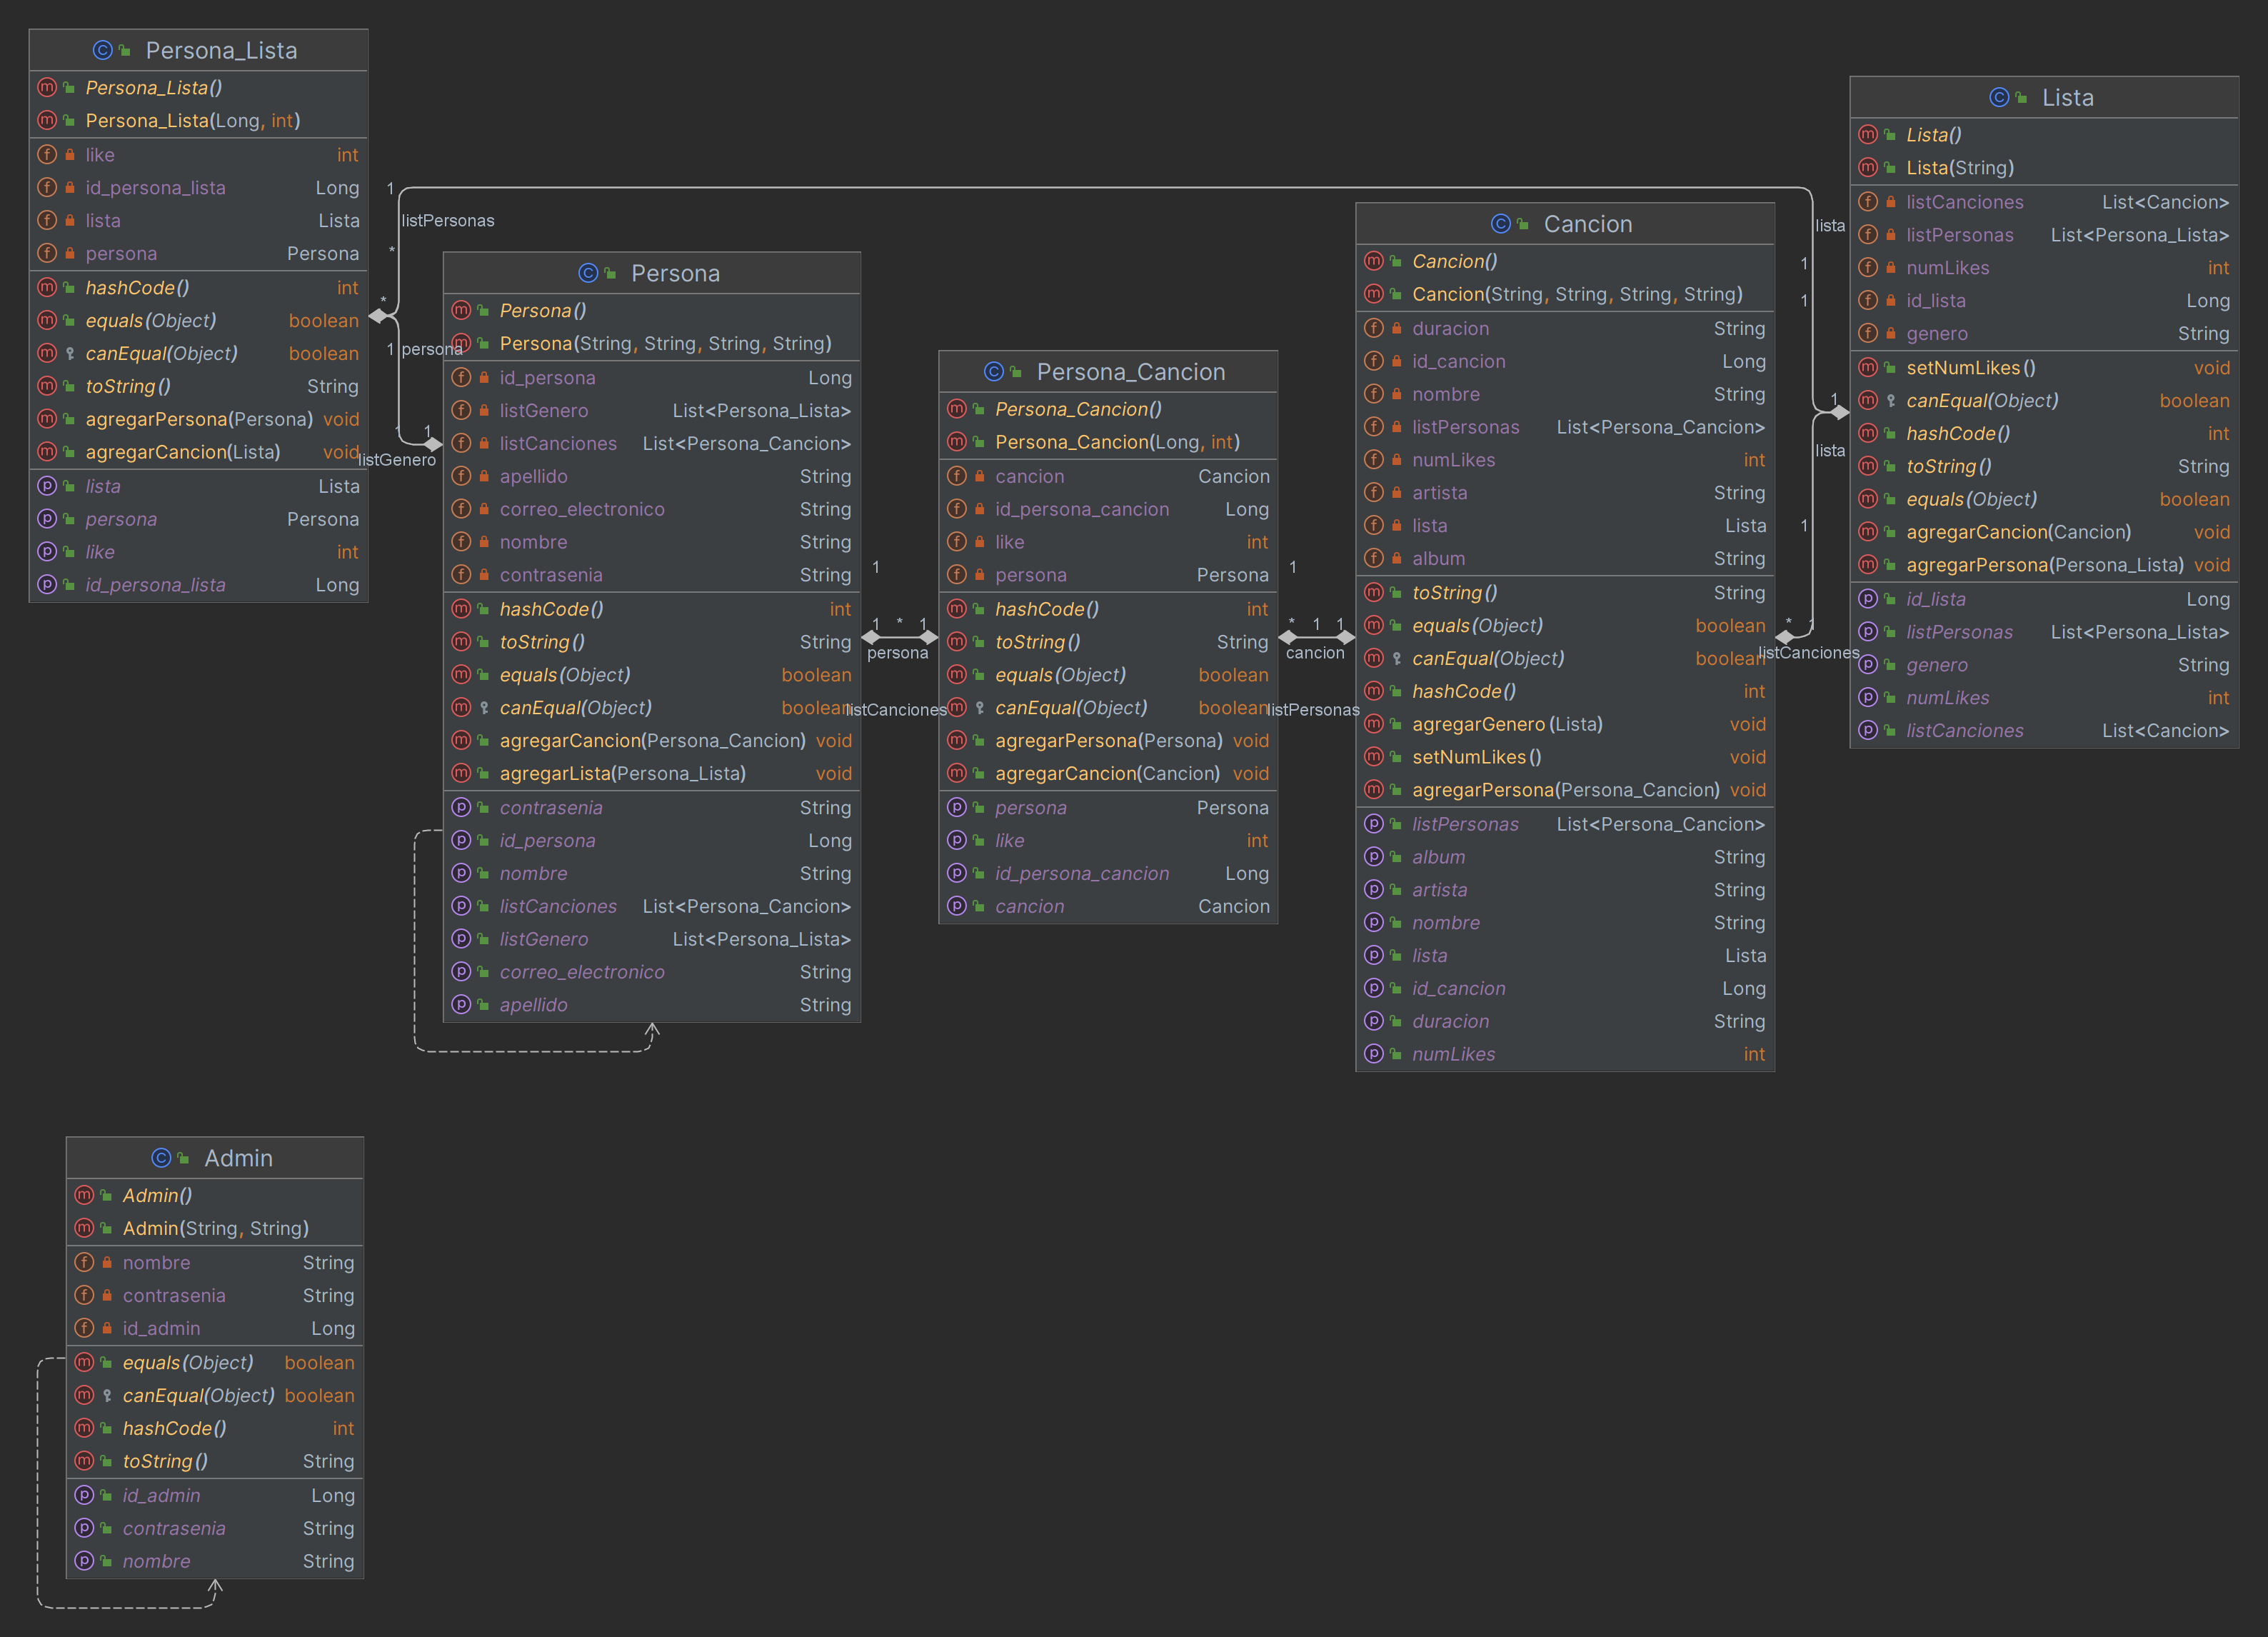 Persona_Lista
Persona_Lista()
Persona_Lista(Long, int)
like int
id_persona_lista Long
lista Lista
persona Persona
hashCode() int
equals(Object) boolean
canEqual(Object) boolean
toString() String
agregarPersona(Persona) void
agregarCancion(Lista) void
lista Lista
persona Persona
like int
id_persona_lista Long
1
listPersonas
*
*
1 persona
1
1
listGenero
Persona
Persona()
Persona(String, String, String, String)
id_persona Long
listGenero List<Persona_Lista>
listCanciones List<Persona_Cancion>
apellido String
correo_electronico String
nombre String
contrasenia String
hashCode() int
toString() String
equals(Object) boolean
canEqual(Object) boolean
agregarCancion(Persona_Cancion) void
agregarLista(Persona_Lista) void
contrasenia String
id_persona Long
nombre String
listCanciones List<Persona_Cancion>
listGenero List<Persona_Lista>
correo_electronico String
apellido String
1
1 * 1
persona
listCanciones
Persona_Cancion
Persona_Cancion()
Persona_Cancion(Long, int)
cancion Cancion
id_persona_cancion Long
like int
persona Persona
hashCode() int
toString() String
equals(Object) boolean
canEqual(Object) boolean
agregarPersona(Persona) void
agregarCancion(Cancion) void
persona Persona
like int
id_persona_cancion Long
cancion Cancion
1
* 1 1
cancion
listPersonas
Cancion
Cancion()
Cancion(String, String, String, String)
duracion String
id_cancion Long
nombre String
listPersonas List<Persona_Cancion>
numLikes int
artista String
lista Lista
album String
toString() String
equals(Object) boolean
canEqual(Object) boolean
hashCode() int
agregarGenero(Lista) void
setNumLikes() void
agregarPersona(Persona_Cancion) void
listPersonas List<Persona_Cancion>
album String
artista String
nombre String
lista Lista
id_cancion Long
duracion String
numLikes int
lista
1
1
1
lista
1
* 1
listCanciones
Lista
Lista()
Lista(String)
listCanciones List<Cancion>
listPersonas List<Persona_Lista>
numLikes int
id_lista Long
genero String
setNumLikes() void
canEqual(Object) boolean
hashCode() int
toString() String
equals(Object) boolean
agregarCancion(Cancion) void
agregarPersona(Persona_Lista) void
id_lista Long
listPersonas List<Persona_Lista>
genero String
numLikes int
listCanciones List<Cancion>
Admin
Admin()
Admin(String, String)
nombre String
contrasenia String
id_admin Long
equals(Object) boolean
canEqual(Object) boolean
hashCode() int
toString() String
id_admin Long
contrasenia String
nombre String